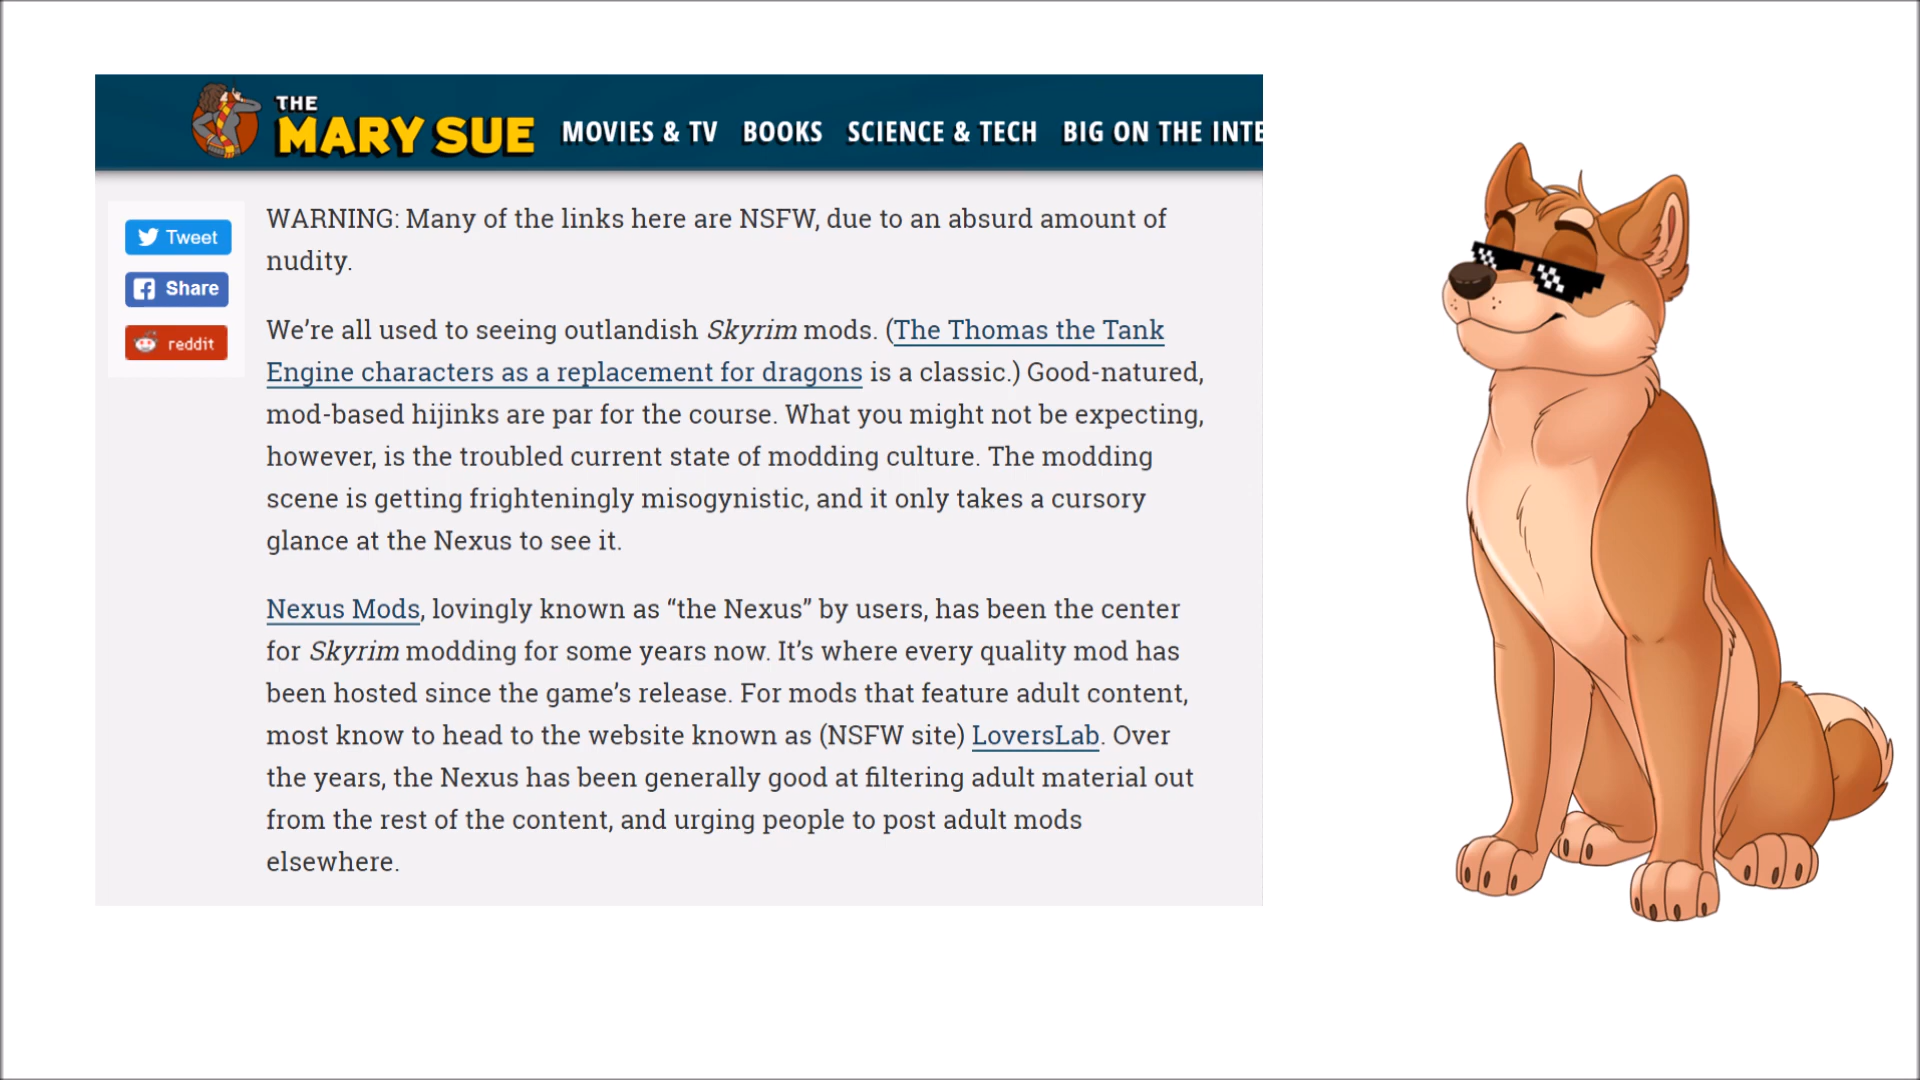 THE
MARY SUE
MOVIES & TV BOOKS SCIENCE & TECH BIG ON THE INTE
Tweet
Share
reddit
WARNING: Many of the links here are NSFW, due to an absurd amount of
nudity.
We’re all used to seeing outlandish Skyrim mods. (The Thomas the Tank
Engine characters as a replacement for dragons is a classic.) Good-natured,
mod-based hijinks are par for the course. What you might not be expecting,
however, is the troubled current state of modding culture. The modding
scene is getting frighteningly misogynistic, and it only takes a cursory
glance at the Nexus to see it.
Nexus Mods, lovingly known as “the Nexus” by users, has been the center
for Skyrim modding for some years now. It’s where every quality mod has
been hosted since the game’s release. For mods that feature adult content,
most know to head to the website known as (NSFW site) LoversLab. Over
the years, the Nexus has been generally good at filtering adult material out
from the rest of the content, and urging people to post adult mods
elsewhere.